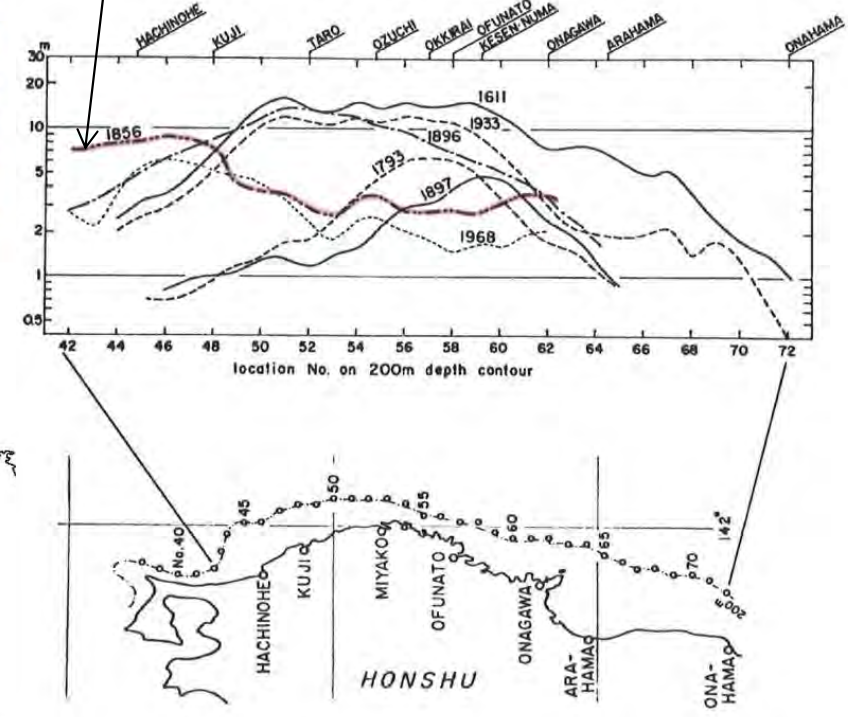 HACHINOHE
KUJI
TARO
OZUCHI
OKKIRAI
OFUNATO
KESEN-NUMA
ONAGAWA
ARAHAMA
ONAHAMA
30 m
20
10
5
2
1
0.5
1856
1611
1933
1896
1793
1897
1968
42 44 46 48 50 52 54 56 58 60 62 64 66 68 70 72
location No. on 200m depth contour
No.40
45
50
55
60
65
70
142°
200m
HACHINOHE
KUJI
MIYAKO
OFUNATO
ONAGAWA
ARA-
HAMA
ONA-
HAMA
HONSHU